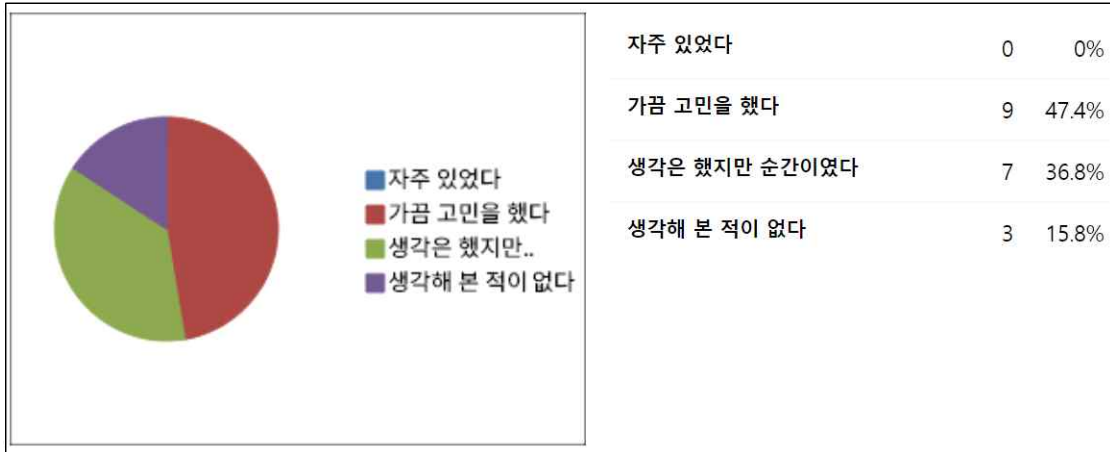 자주 있었다
가끔 고민을 했다
생각은 했지만..
생각해 본 적이 없다
자주 있었다 0 0%
가끔 고민을 했다 9 47.4%
생각은 했지만 순간이였다 7 36.8%
생각해 본 적이 없다 3 15.8%